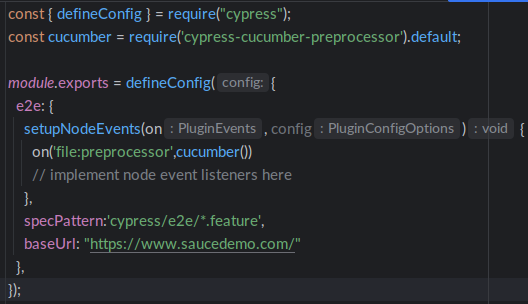 const { defineConfig } = require("cypress");
const cucumber = require('cypress-cucumber-preprocessor').default;
module.exports = defineConfig( config: {
e2e: {
setupNodeEvents(on : PluginEvents , config : PluginConfigOptions ) : void {
on('file:preprocessor',cucumber())
// implement node event listeners here
},
specPattern:'cypress/e2e/*.feature',
baseUrl: "https://www.saucedemo.com/"
},
});